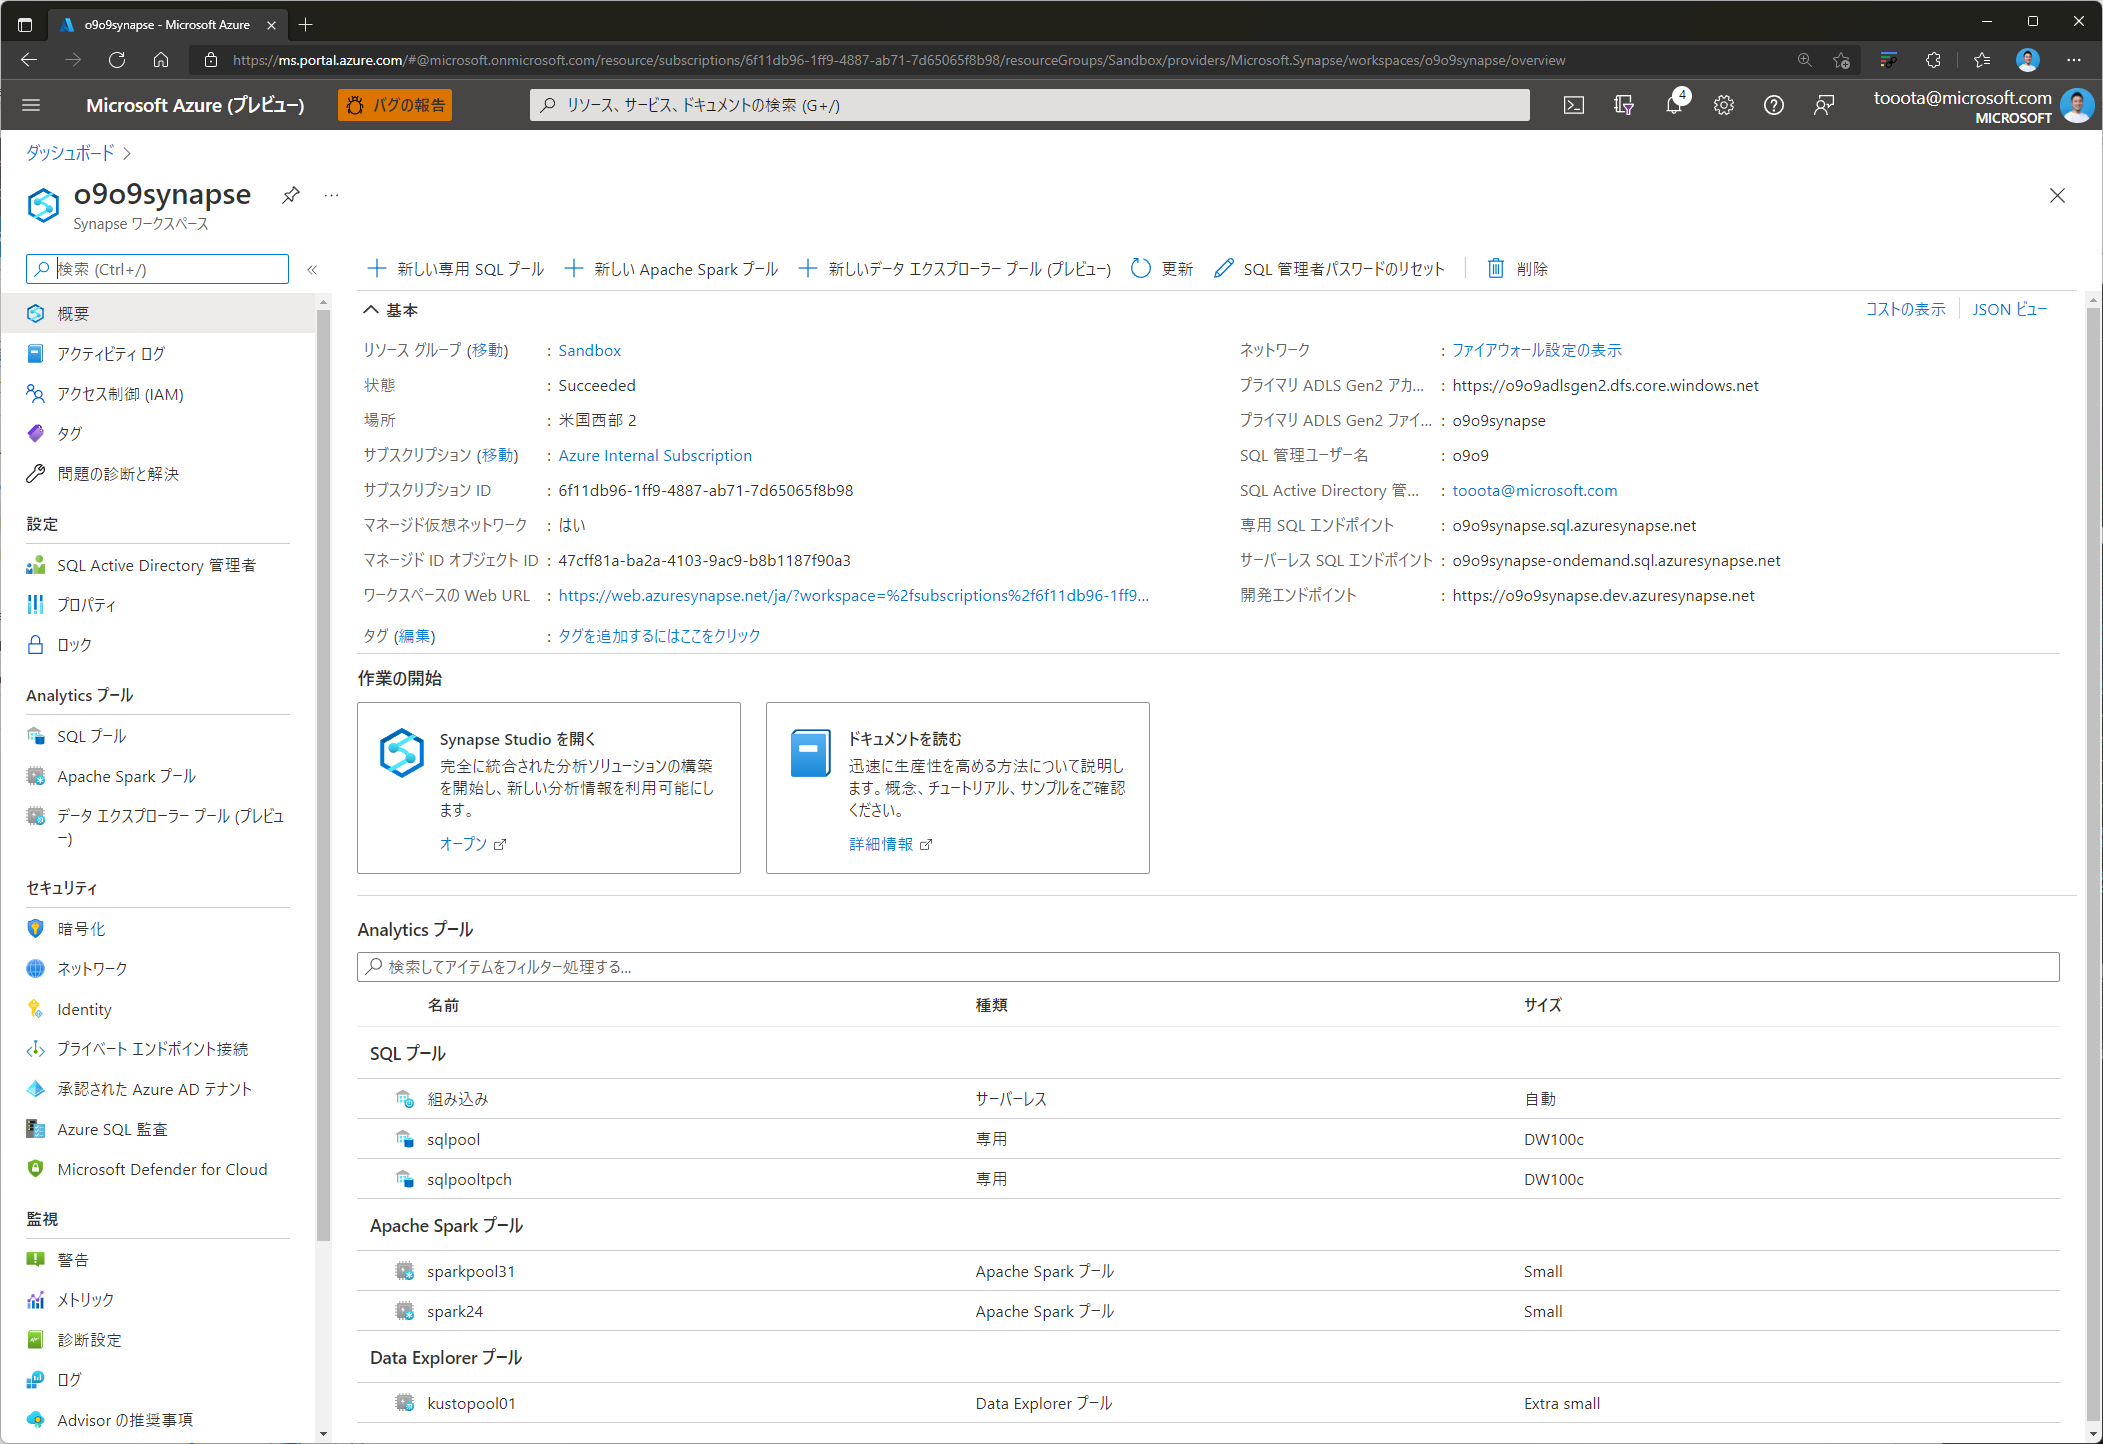 o9o9synapse - Microsoft Azure
https://ms.portal.azure.com/#@microsoft.onmicrosoft.com/resource/subscriptions/6f11db96-1ff9-4887-ab71-7d65065f8b98/resourceGroups/Sandbox/providers/Microsoft.Synapse/workspaces/o9o9synapse/overview
Microsoft Azure (プレビュー)
バグの報告
リソース、サービス、ドキュメントの検索 (G+/)
4
tooota@microsoft.com
MICROSOFT
ダッシュボード
o9o9synapse
Synapse ワークスペース
検索 (Ctrl+/)
概要
アクティビティ ログ
アクセス制御 (IAM)
タグ
問題の診断と解決
設定
SQL Active Directory 管理者
プロパティ
ロック
Analytics プール
SQL プール
Apache Spark プール
データ エクスプローラー プール (プレビュ
ー)
セキュリティ
暗号化
ネットワーク
Identity
プライベート エンドポイント接続
承認された Azure AD テナント
Azure SQL 監査
Microsoft Defender for Cloud
監視
警告
メトリック
診断設定
ログ
Advisor の推奨事項
新しい専用 SQL プール
新しい Apache Spark プール
新しいデータ エクスプローラー プール (プレビュー)
更新
SQL 管理者パスワードのリセット
削除
基本
コストの表示
JSON ビュー
リソース グループ (移動) : Sandbox
状態 : Succeeded
場所 : 米国西部 2
サブスクリプション (移動) : Azure Internal Subscription
サブスクリプション ID : 6f11db96-1ff9-4887-ab71-7d65065f8b98
マネージド仮想ネットワーク : はい
マネージド ID オブジェクト ID : 47cff81a-ba2a-4103-9ac9-b8b1187f90a3
ワークスペースの Web URL : https://web.azuresynapse.net/ja/?workspace=%2fsubscriptions%2f6f11db96-1ff9...
タグ (編集) : タグを追加するにはここをクリック
ネットワーク : ファイアウォール設定の表示
プライマリ ADLS Gen2 アカ... : https://o9o9adlsgen2.dfs.core.windows.net
プライマリ ADLS Gen2 ファイ... : o9o9synapse
SQL 管理ユーザー名 : o9o9
SQL Active Directory 管... : tooota@microsoft.com
専用 SQL エンドポイント : o9o9synapse.sql.azuresynapse.net
サーバーレス SQL エンドポイント : o9o9synapse-ondemand.sql.azuresynapse.net
開発エンドポイント : https://o9o9synapse.dev.azuresynapse.net
作業の開始
Synapse Studio を開く
完全に統合された分析ソリューションの構築
を開始し、新しい分析情報を利用可能にし
ます。
オープン
ドキュメントを読む
迅速に生産性を高める方法について説明し
ます。概念、チュートリアル、サンプルをご確認
ください。
詳細情報
Analytics プール
検索してアイテムをフィルター処理する...
名前 種類 サイズ
SQL プール
組み込み サーバーレス 自動
sqlpool 専用 DW100c
sqlpooltpch 専用 DW100c
Apache Spark プール
sparkpool31 Apache Spark プール Small
spark24 Apache Spark プール Small
Data Explorer プール
kustopool01 Data Explorer プール Extra small